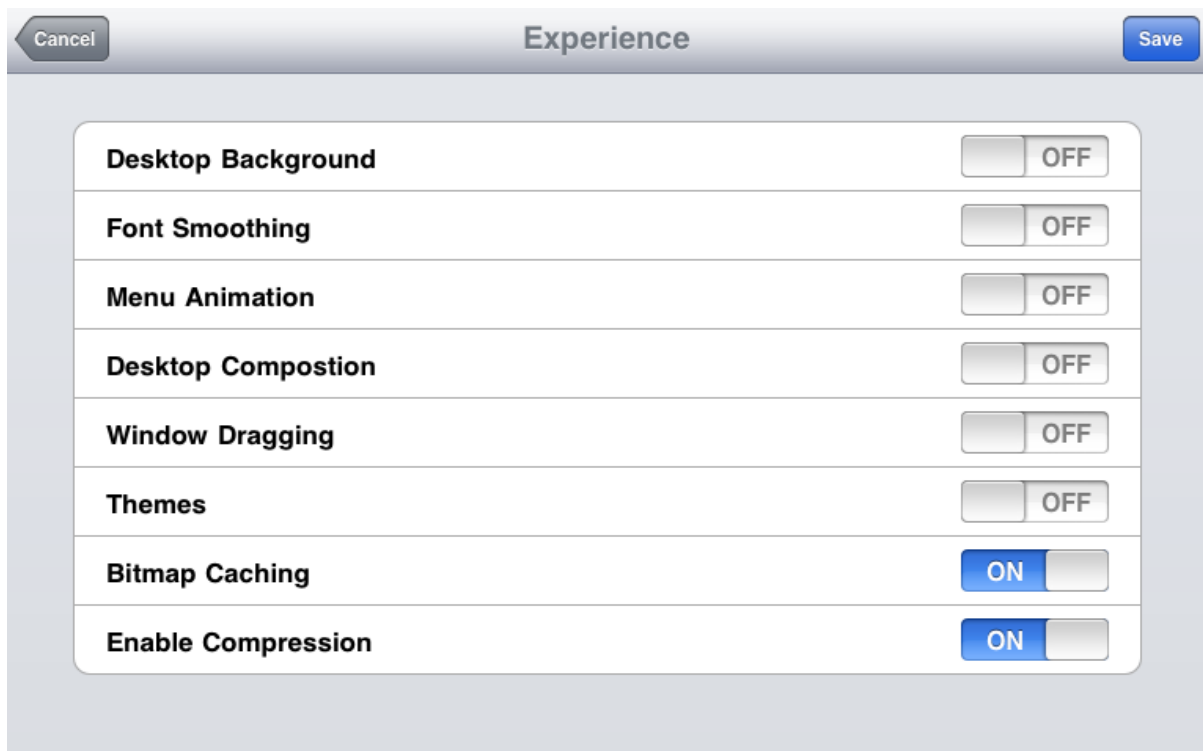 Cancel Experience Save
Desktop Background OFF
Font Smoothing OFF
Menu Animation OFF
Desktop Compostion OFF
Window Dragging OFF
Themes OFF
Bitmap Caching ON
Enable Compression ON